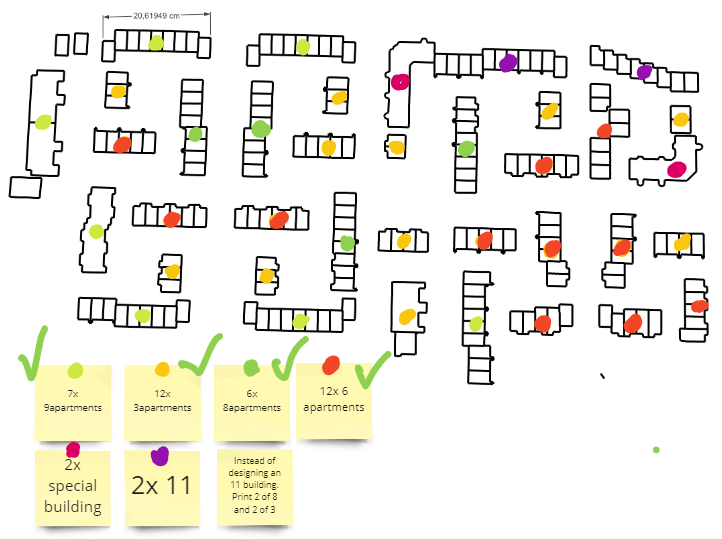 20,61949 cm
7x
9apartments
12x
3apartments
6x
8apartments
12x 6
apartments
2x
special
building
2x 11
Instead of
designing an
11 building.
Print 2 of 8
and 2 of 3